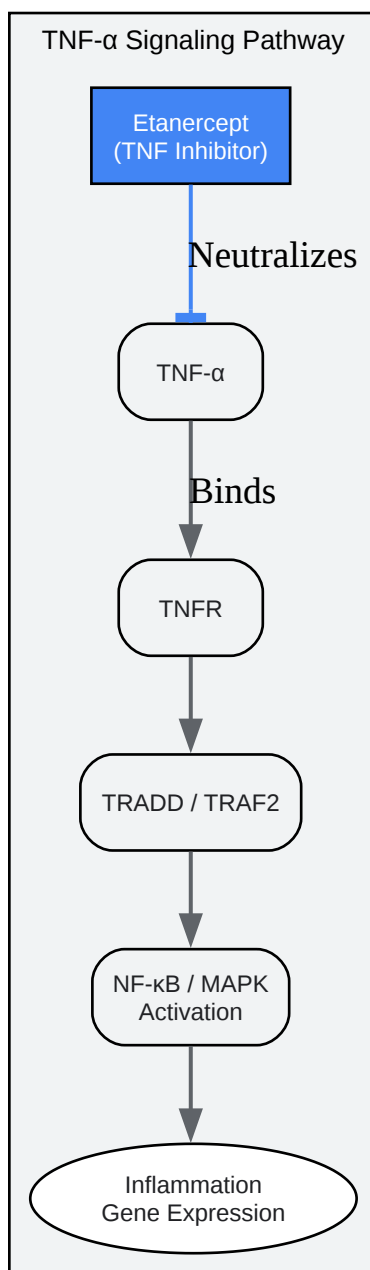 TNF-α Signaling Pathway
Etanercept
(TNF Inhibitor)
Neutralizes
TNF-α
Binds
TNFR
TRADD / TRAF2
NF-κB / MAPK
Activation
Inflammation
Gene Expression